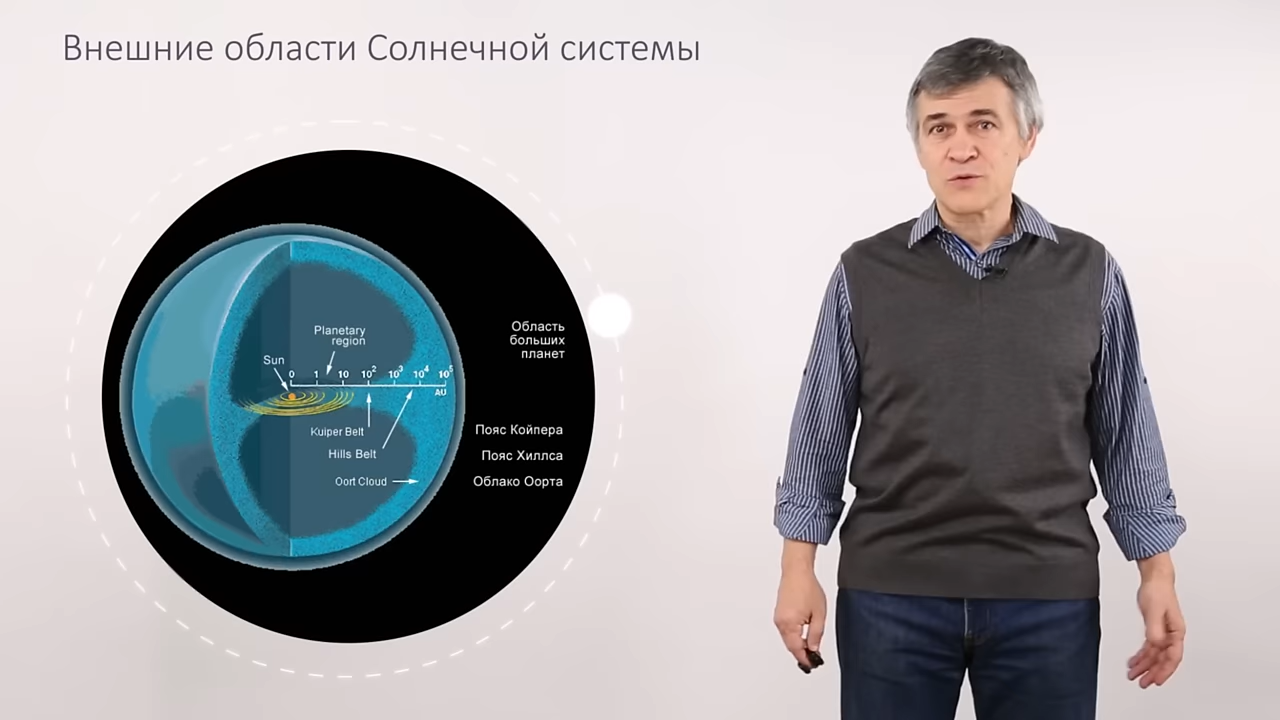 Внешние области Солнечной системы
Planetary
region
Sun
0 1 10 10² 10³ 10⁴ 10⁵
AU
Kuiper Belt
Hills Belt
Oort Cloud
Область
больших
планет
Пояс Койпера
Пояс Хиллса
Облако Оорта